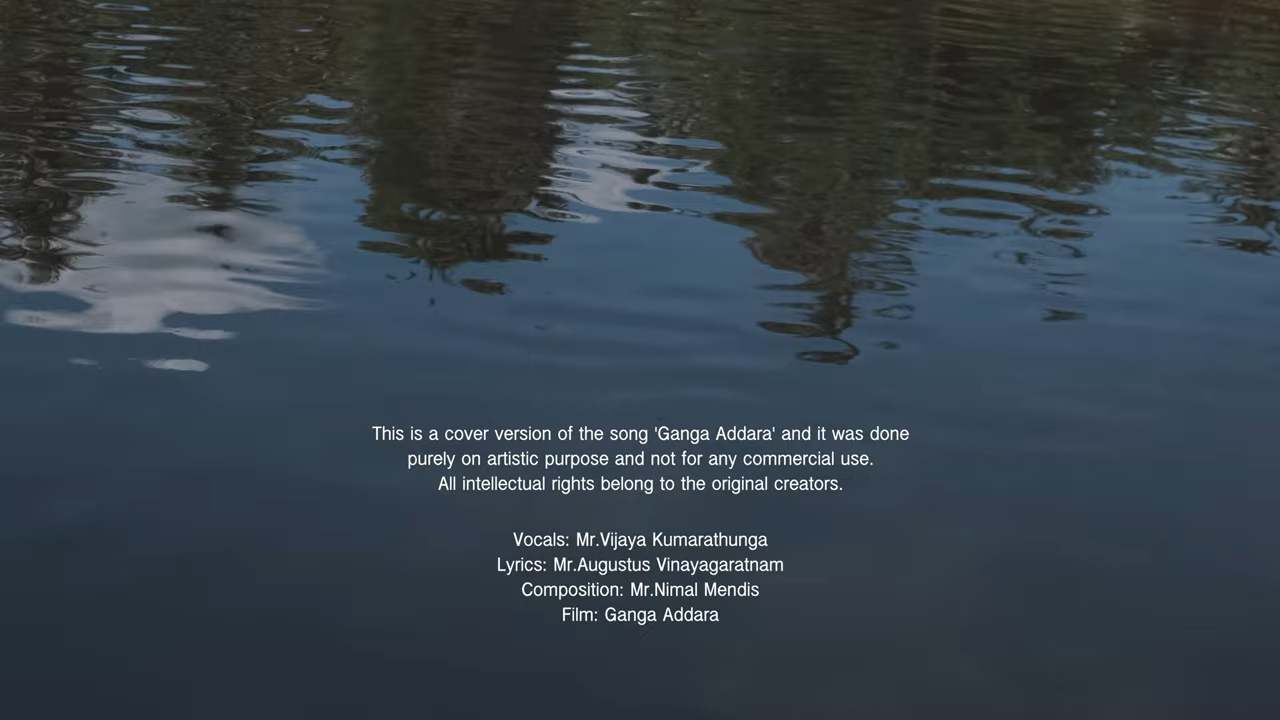 This is a cover version of the song 'Ganga Addara' and it was done
purely on artistic purpose and not for any commercial use.
All intellectual rights belong to the original creators.
Vocals: Mr.Vijaya Kumarathunga
Lyrics: Mr.Augustus Vinayagaratnam
Composition: Mr.Nimal Mendis
Film: Ganga Addara